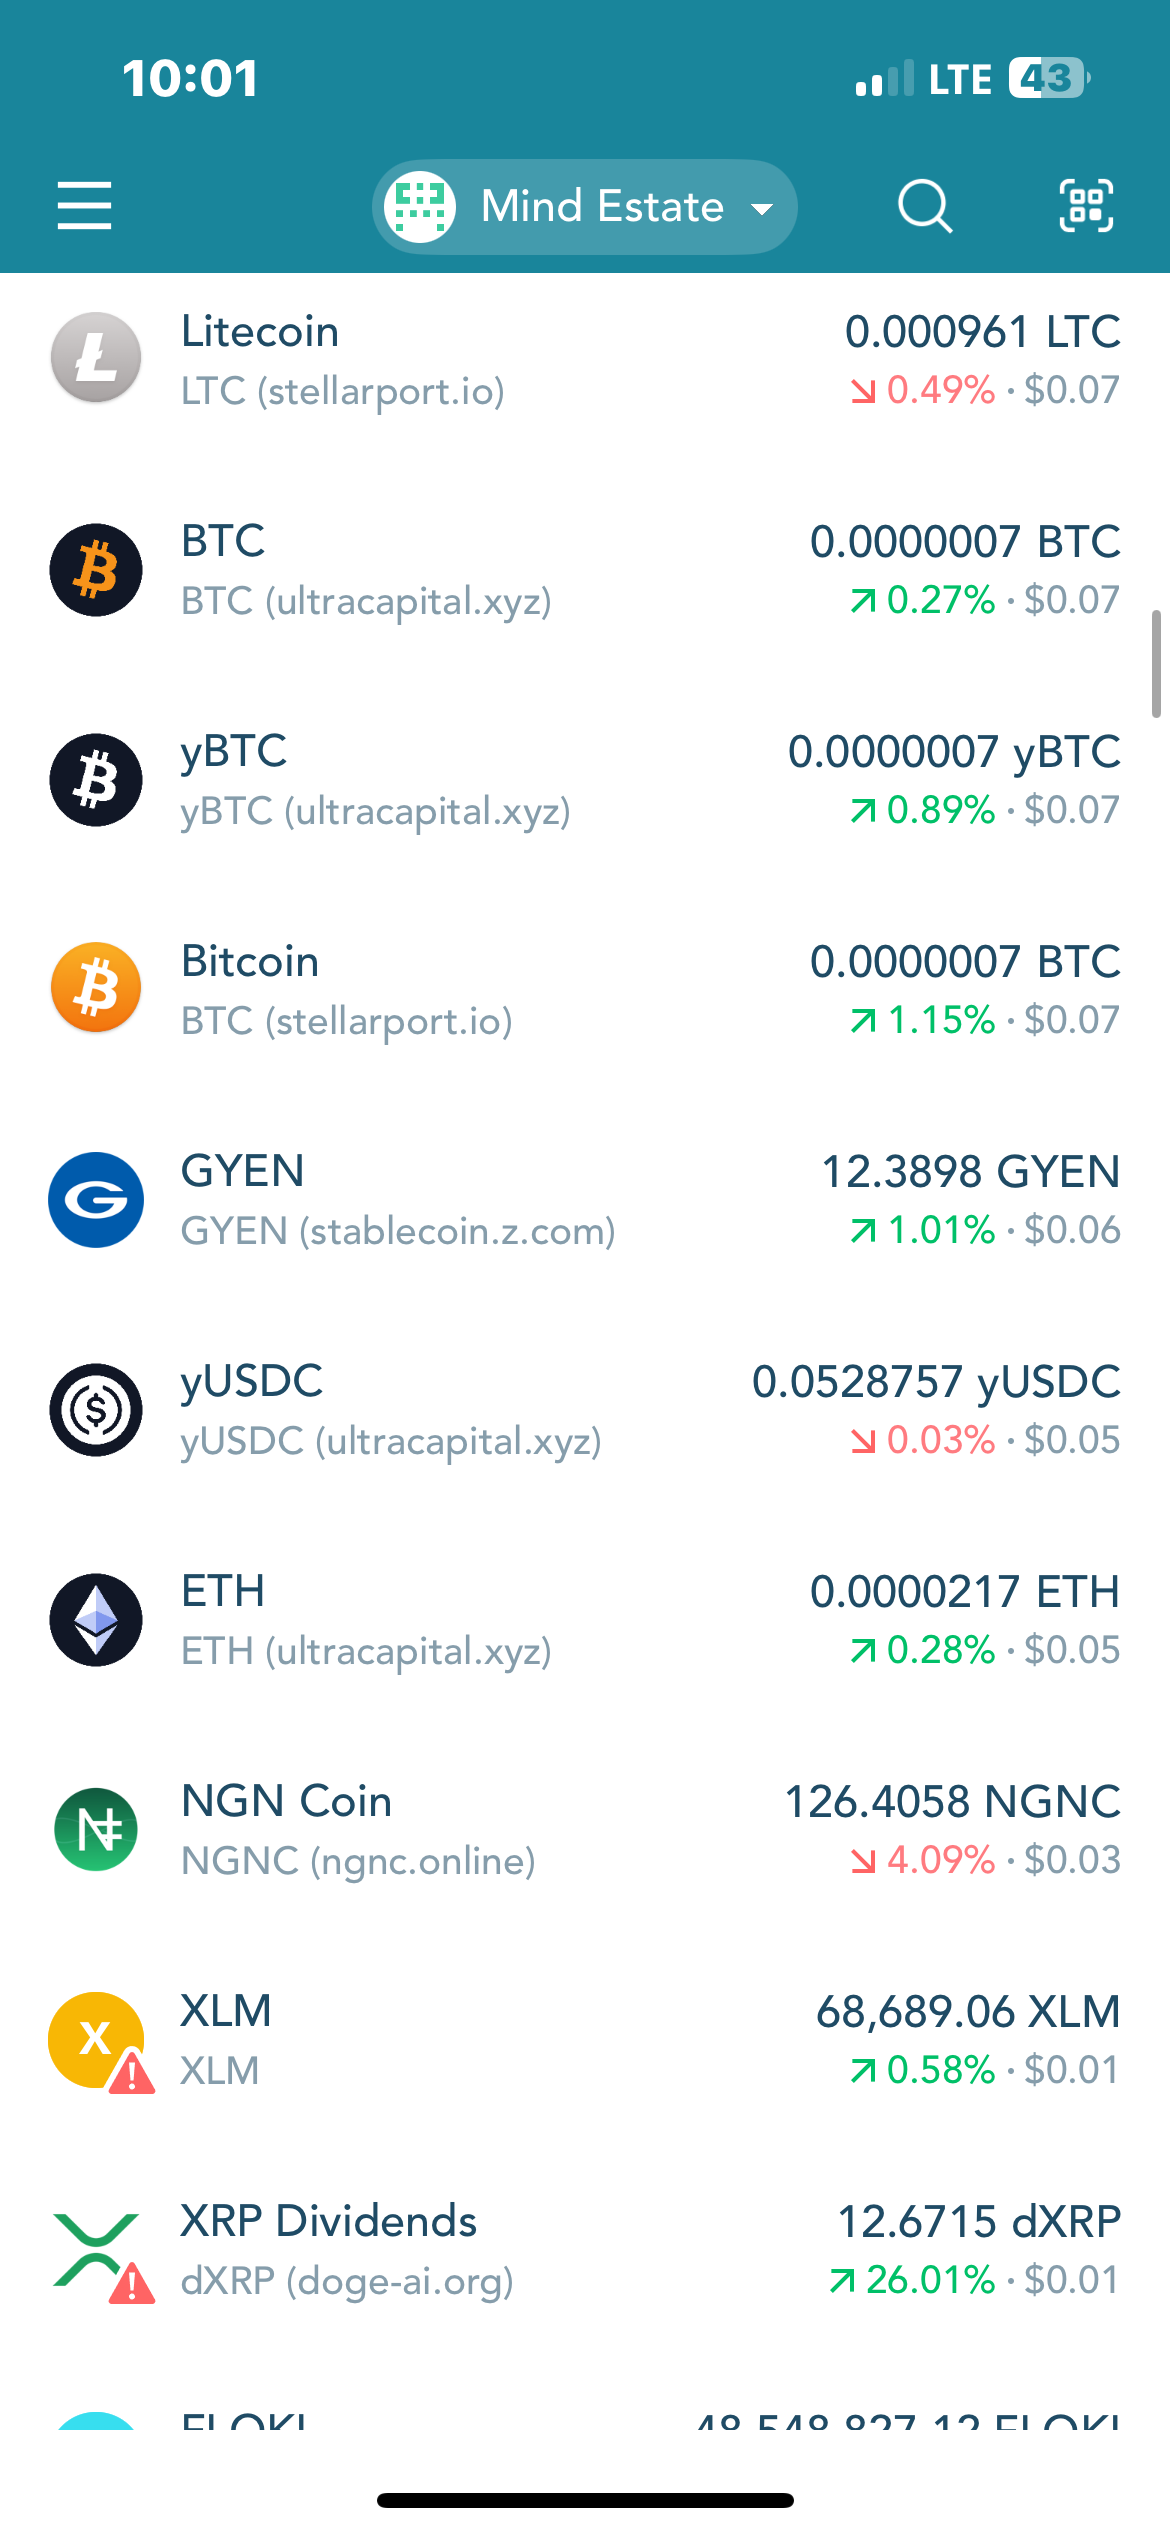 10:01
LTE 43
Mind Estate
Litecoin
0.000961 LTC
LTC (stellarport.io)
0.49% · $0.07
BTC
0.0000007 BTC
BTC (ultracapital.xyz)
0.27% · $0.07
yBTC
0.0000007 yBTC
yBTC (ultracapital.xyz)
0.89% · $0.07
Bitcoin
0.0000007 BTC
BTC (stellarport.io)
1.15% · $0.07
GYEN
12.3898 GYEN
GYEN (stablecoin.z.com)
1.01% · $0.06
yUSDC
0.0528757 yUSDC
yUSDC (ultracapital.xyz)
0.03% · $0.05
ETH
0.0000217 ETH
ETH (ultracapital.xyz)
0.28% · $0.05
NGN Coin
126.4058 NGNC
NGNC (ngnc.online)
4.09% · $0.03
X
XLM
68,689.06 XLM
XLM
0.58% · $0.01
XRP Dividends
12.6715 dXRP
dXRP (doge-ai.org)
26.01% · $0.01
FLOKI
48,548,827.12 FLOKI